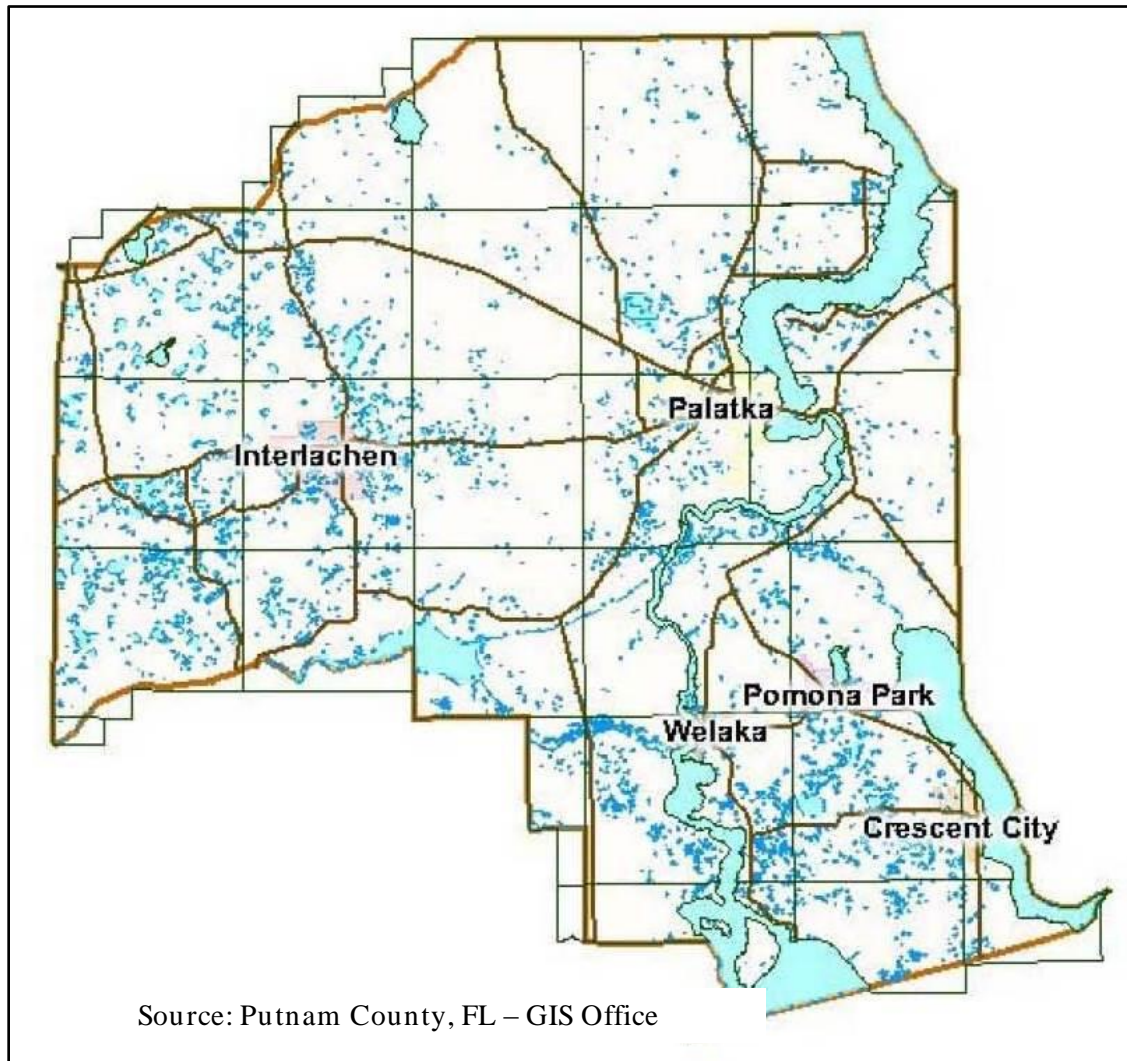 Palatka
Interlachen
Pomona Park
Welaka
Crescent City
Source: Putnam County, FL – GIS Office